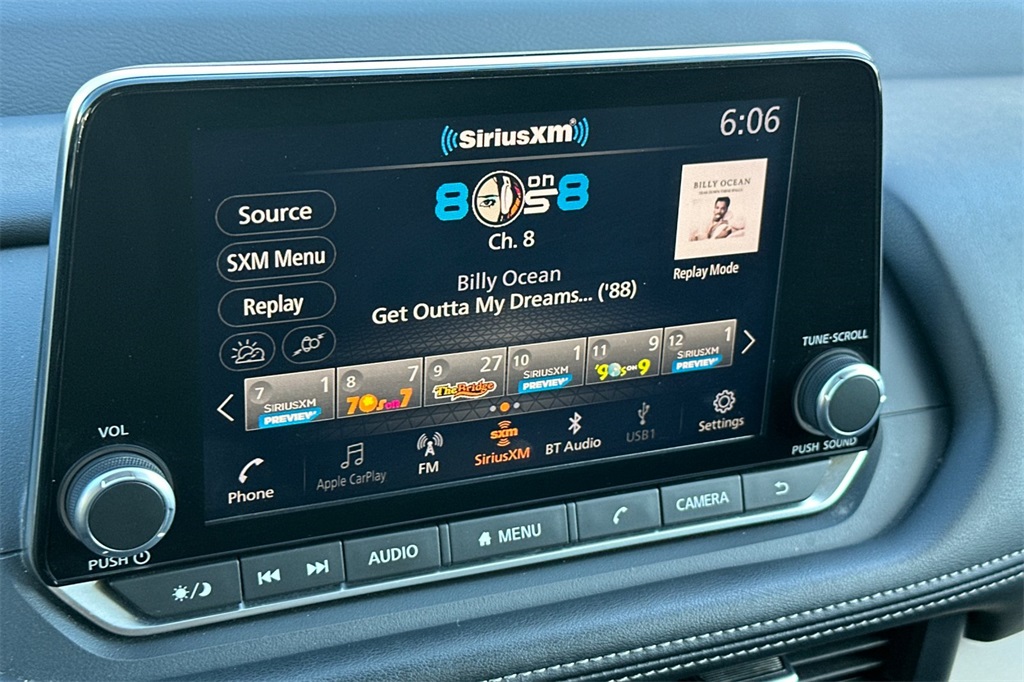 SiriusXM®
6:06
Source
SXM Menu
Replay
80s on 8
Ch. 8
Billy Ocean
Get Outta My Dreams... ('88)
BILLY OCEAN
Replay Mode
7 1
SIRIUSXM
PREVIEW
8 7
70s on 7
9 27
The Bridge
10 1
SIRIUSXM
PREVIEW
11 9
'90s ON 9
12 1
SIRIUSXM
PREVIEW
Phone
Apple CarPlay
FM
sxm
SiriusXM
BT Audio
USB1
Settings
VOL
PUSH
TUNE·SCROLL
PUSH SOUND
AUDIO
MENU
CAMERA